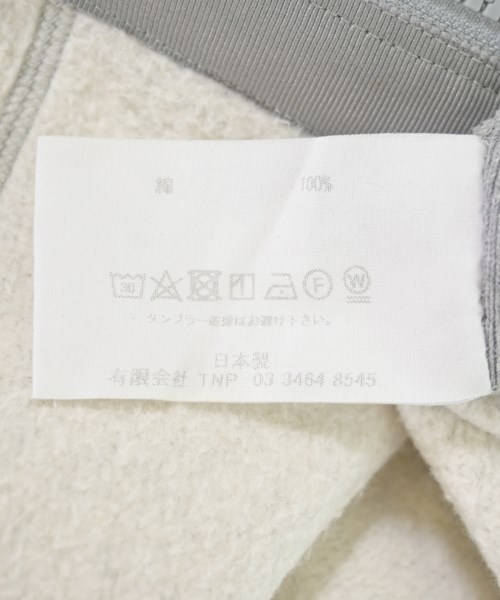 綿 100%
30 F W
・タンブラー乾燥はお避け下さい。
日本製
有限会社 TNP 03 3464 8545